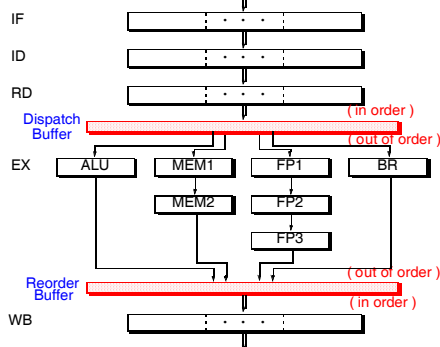 IF
ID
RD
( in order )
Dispatch
Buffer
( out of order )
EX
ALU
MEM1
FP1
BR
MEM2
FP2
FP3
( out of order )
Reorder
Buffer
( in order )
WB